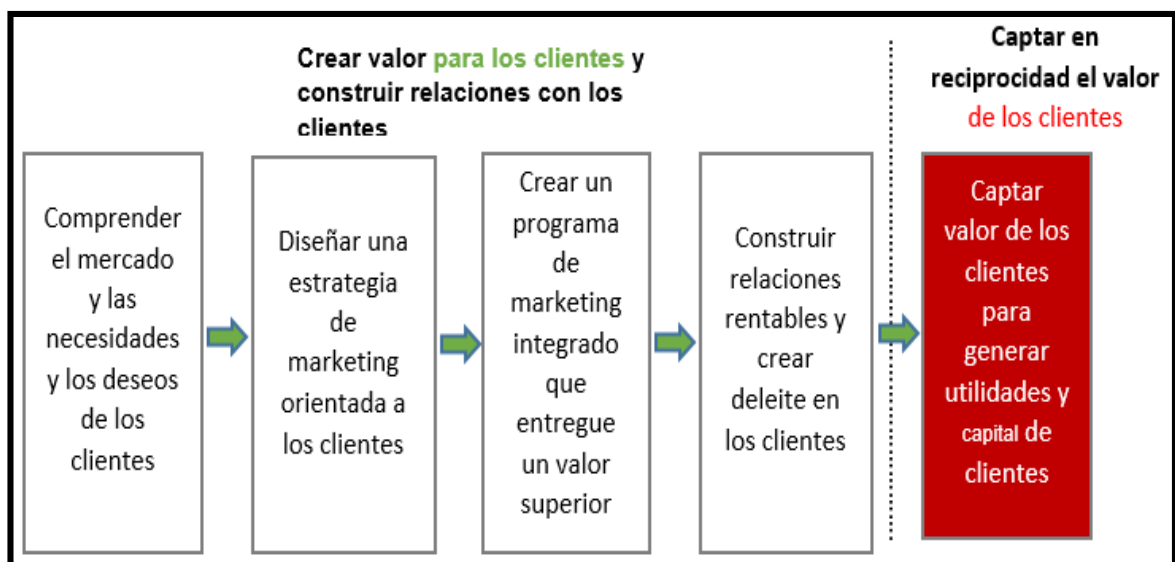 Crear valor para los clientes y
construir relaciones con los
clientes
Captar en
reciprocidad el valor
de los clientes
Comprender
el mercado
y las
necesidades
y los deseos
de los
clientes
Diseñar una
estrategia
de
marketing
orientada a
los clientes
Crear un
programa
de
marketing
integrado
que
entregue
un valor
superior
Construir
relaciones
rentables y
crear
deleite en
los clientes
Captar
valor de los
clientes
para
generar
utilidades y
capital de
clientes